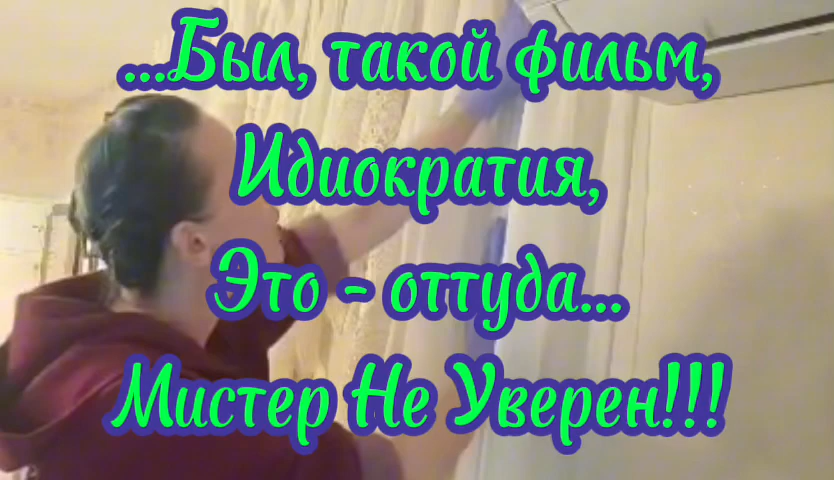 ...Был, такой фильм,
Идиократия,
Это - оттуда...
Мистер Не Уверен!!!